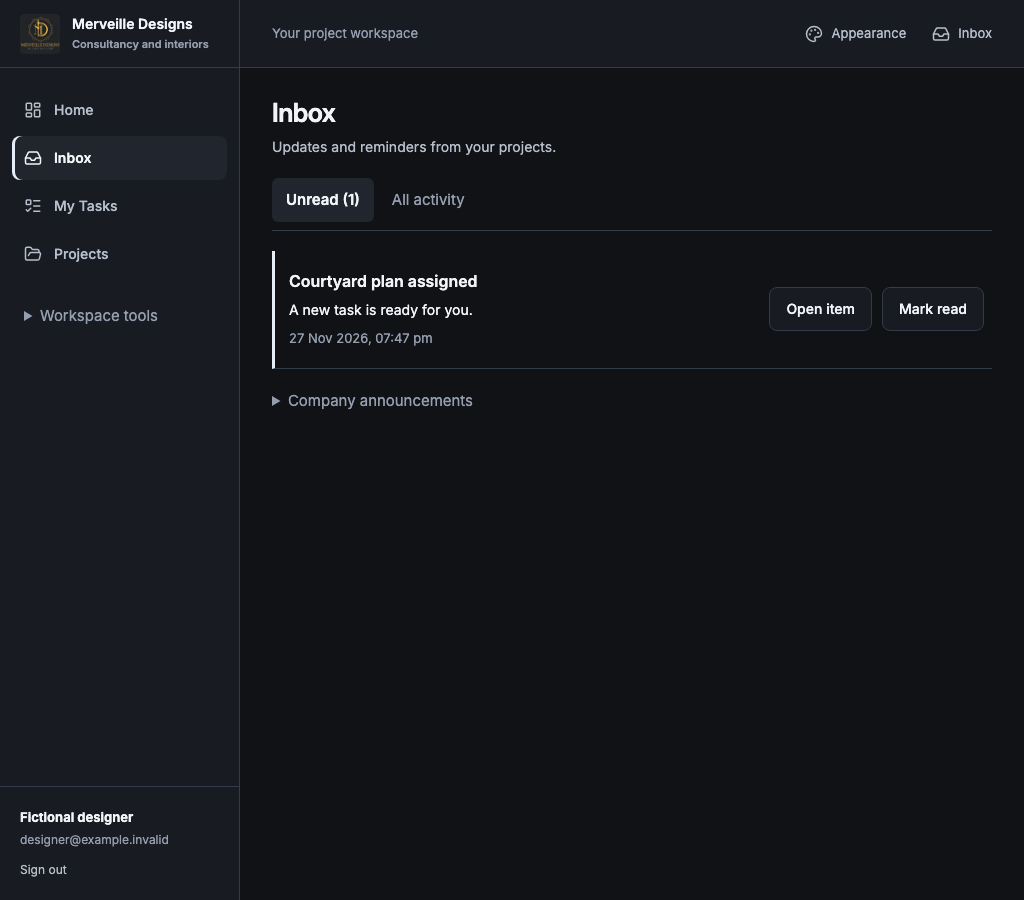 Merveille Designs
Consultancy and interiors
Your project workspace
Appearance
Inbox
Home
Inbox
My Tasks
Projects
Workspace tools
Inbox
Updates and reminders from your projects.
Unread (1)
All activity
Courtyard plan assigned
A new task is ready for you.
27 Nov 2026, 07:47 pm
Open item
Mark read
Company announcements
Fictional designer
designer@example.invalid
Sign out